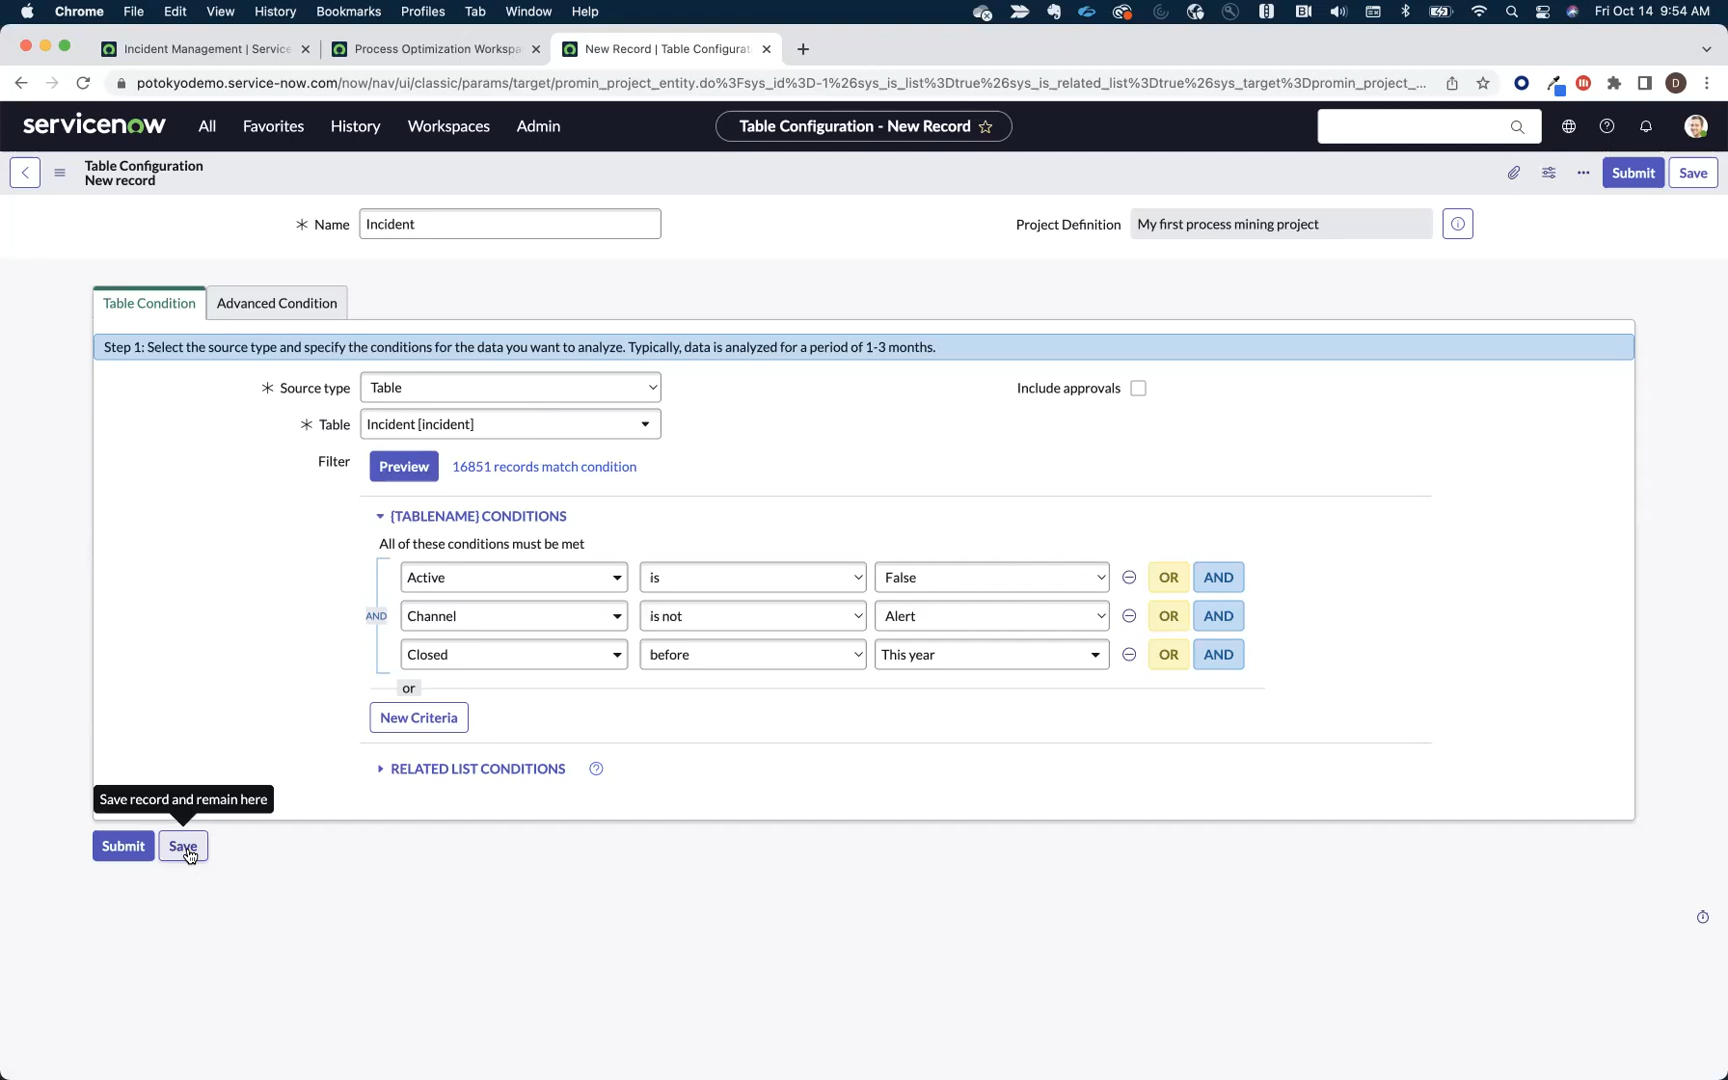 Chrome File Edit View History Bookmarks Profiles Tab Window Help Fri Oct 14 9:54 AM
Incident Management | Service Process Optimization Workspa New Record | Table Configurat
potokyodemo.service-now.com/now/nav/ui/classic/params/target/promin_project_entity.do%3Fsys_id%3D-1%26sys_is_list%3Dtrue%26sys_is_related_list%3Dtrue%26sys_target%3Dpromin_project_... D
servicenow All Favorites History Workspaces Admin Table Configuration - New Record
Table Configuration
New record
Submit Save
Name Incident Project Definition My first process mining project
Table Condition Advanced Condition
Step 1: Select the source type and specify the conditions for the data you want to analyze. Typically, data is analyzed for a period of 1-3 months.
Source type Table Include approvals
Table Incident [incident]
Filter Preview 16851 records match condition
{TABLENAME} CONDITIONS
All of these conditions must be met
Active is False OR AND
AND Channel is not Alert OR AND
Closed before This year OR AND
or
New Criteria
RELATED LIST CONDITIONS
Save record and remain here
Submit Save